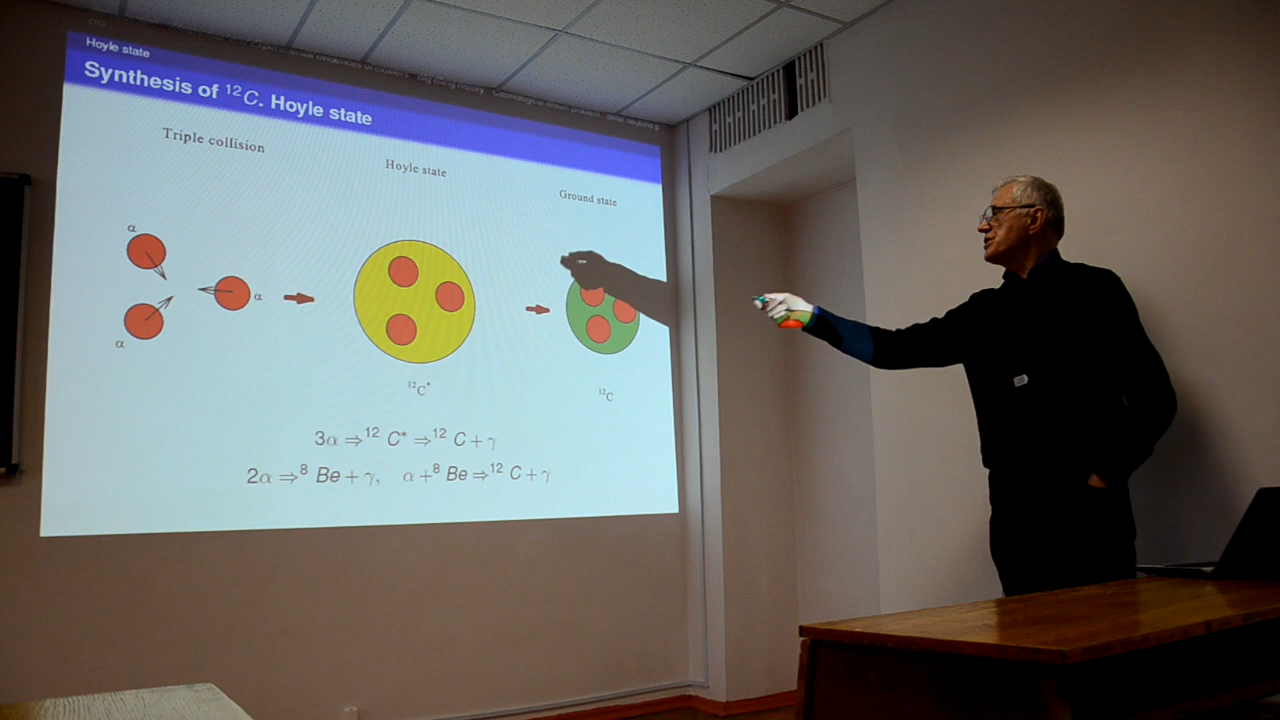 Hoyle state
Synthesis of ¹²C. Hoyle state
Triple collision
Hoyle state
Ground state
α
α
α
¹²C*
¹²C
3α ⇒¹² C* ⇒¹² C + γ
2α ⇒⁸ Be + γ, α +⁸ Be ⇒¹² C + γ